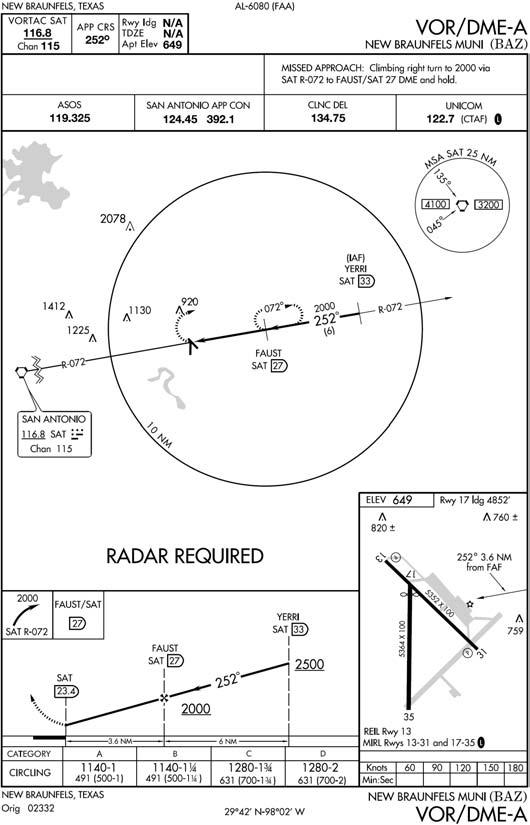 NEW BRAUNFELS, TEXAS
AL-6080 (FAA)
VORTAC SAT
116.8
Chan 115
APP CRS
252°
Rwy ldg N/A
TDZE N/A
Apt Elev 649
VOR/DME-A
NEW BRAUNFELS MUNI (BAZ)
MISSED APPROACH: Climbing right turn to 2000 via
SAT R-072 to FAUST/SAT 27 DME and hold.
ASOS
119.325
SAN ANTONIO APP CON
124.45 392.1
CLNC DEL
134.75
UNICOM
122.7 (CTAF) L
MSA SAT 25 NM
135°
4100
3200
045°
2078
(IAF)
YERRI
SAT 33
1412
1225
1130
920
072°
2000
252°
(6)
R-072
FAUST
SAT 27
R-072
SAN ANTONIO
116.8 SAT
Chan 115
10 NM
RADAR REQUIRED
ELEV 649
Rwy 17 ldg 4852'
820 ±
760 ±
252° 3.6 NM
from FAF
13
A
17
5352 X 100
5364 X 100
759
A
31
35
REIL Rwy 13
MIRL Rwys 13-31 and 17-35 L
2000
SAT R-072
FAUST/SAT
27
SAT
23.4
FAUST
SAT 27
YERRI
SAT 33
2500
252°
2000
3.6 NM
6 NM
CATEGORY A B C D
CIRCLING
1140-1
491 (500-1)
1140-1¼
491 (500-1¼)
1280-1¾
631 (700-1¾)
1280-2
631 (700-2)
Knots 60 90 120 150 180
Min:Sec
NEW BRAUNFELS, TEXAS
Orig 02332
29°42' N-98°02' W
NEW BRAUNFELS MUNI (BAZ)
VOR/DME-A